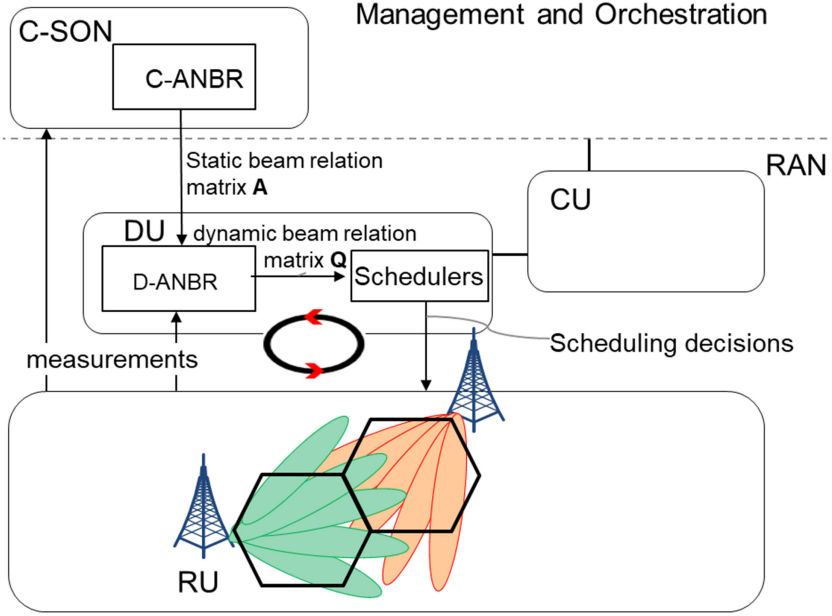 Management and Orchestration
C-SON
C-ANBR
Static beam relation
matrix A
RAN
CU
DU
dynamic beam relation
matrix Q
D-ANBR
Schedulers
measurements
Scheduling decisions
RU